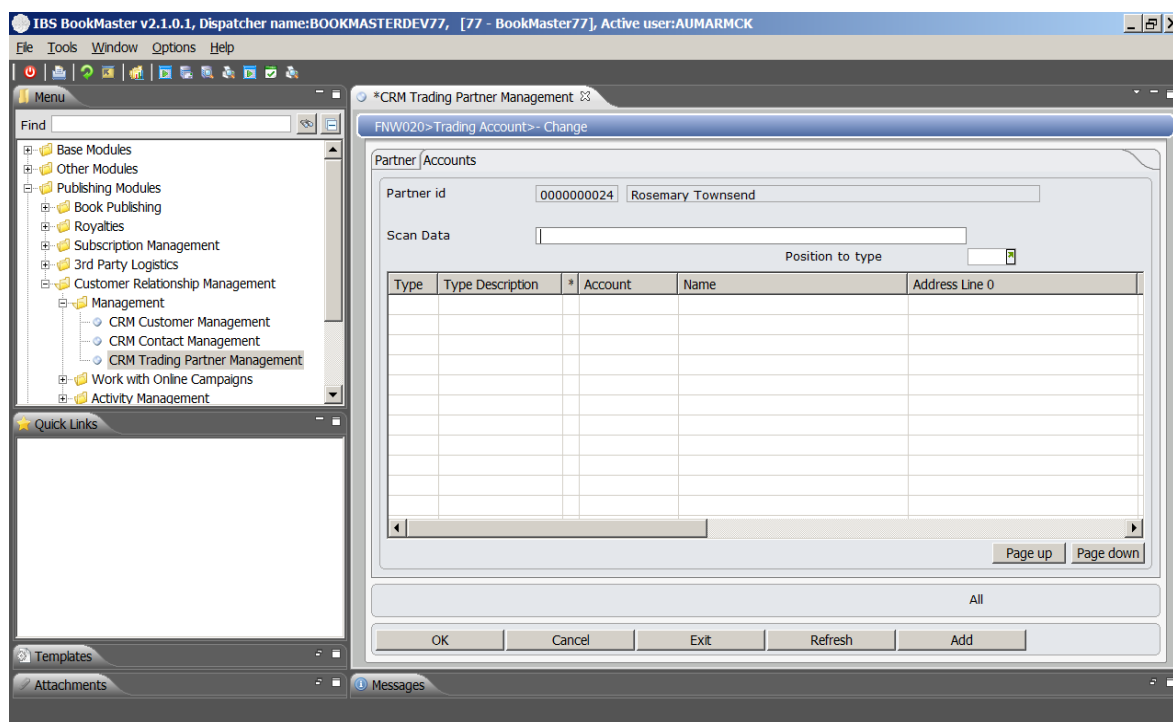 IBS BookMaster v2.1.0.1, Dispatcher name:BOOKMASTERDEV77, [77 - BookMaster77], Active user:AUMARMCK
File Tools Window Options Help
Menu
Find
Base Modules
Other Modules
Publishing Modules
Book Publishing
Royalties
Subscription Management
3rd Party Logistics
Customer Relationship Management
Management
CRM Customer Management
CRM Contact Management
CRM Trading Partner Management
Work with Online Campaigns
Activity Management
Quick Links
Templates
Attachments
*CRM Trading Partner Management
FNW020>Trading Account>- Change
Partner Accounts
Partner id 0000000024 Rosemary Townsend
Scan Data
Position to type
Type Type Description * Account Name Address Line 0
Page up Page down
All
OK Cancel Exit Refresh Add
Messages